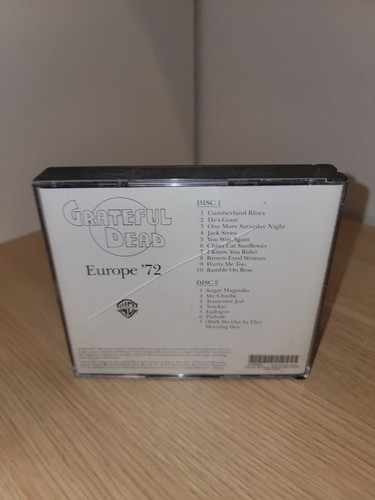 GRATEFUL
DEAD
Europe '72
DISC 1
1 Cumberland Blues
2 He's Gone
3 One More Saturday Night
4 Jack Straw
5 You Win Again
6 China Cat Sunflower
7 I Know You Rider
8 Brown-Eyed Woman
9 Hurts Me Too
10 Ramble On Rose
DISC 2
1 Sugar Magnolia
2 Mr. Charlie
3 Tennessee Jed
4 Truckin'
5 Epilogue
6 Prelude
7 (Walk Me Out In The)
Morning Dew